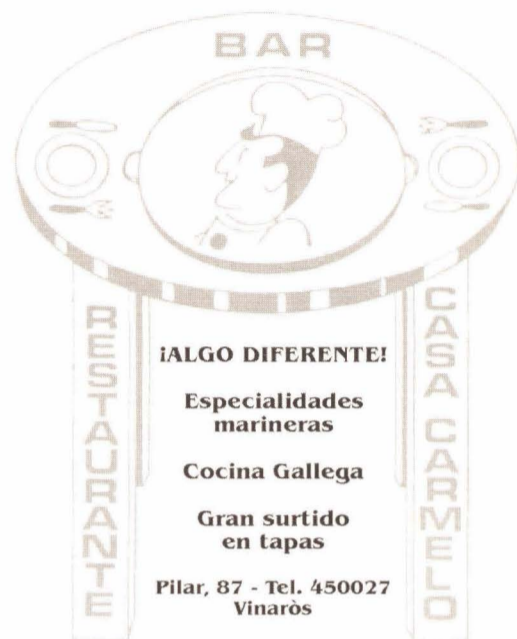 BAR
RESTAURANTE
CASA CARMELO
¡ALGO DIFERENTE!
Especialidades
marineras
Cocina Gallega
Gran surtido
en tapas
Pilar, 87 - Tel. 450027
Vinaròs